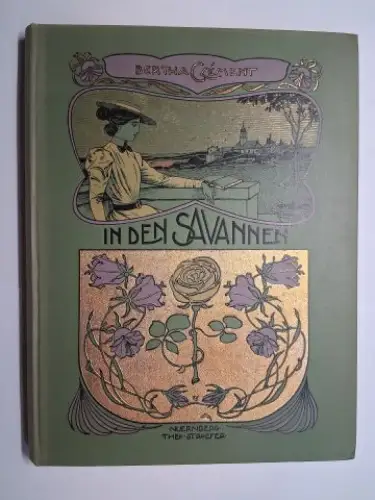 BERTHA CLÉMENT
IN DEN SAVANNEN
NUERNBERG
THEO. STROEFER